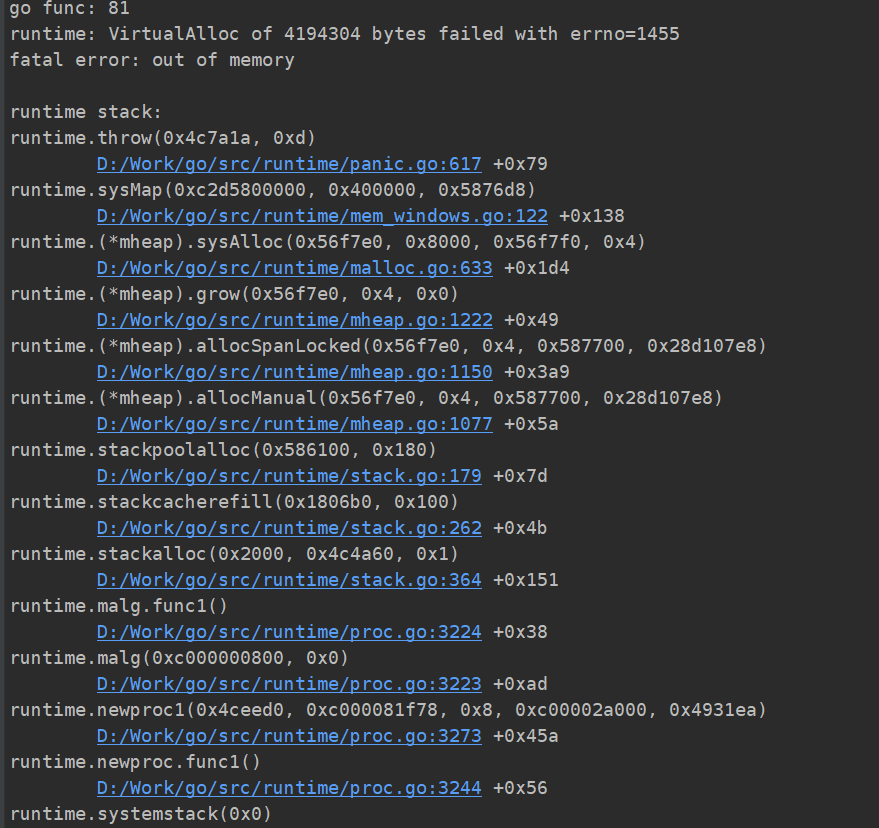 go func: 81
runtime: VirtualAlloc of 4194304 bytes failed with errno=1455
fatal error: out of memory
runtime stack:
runtime.throw(0x4c7a1a, 0xd)
D:/Work/go/src/runtime/panic.go:617 +0x79
runtime.sysMap(0xc2d5800000, 0x400000, 0x5876d8)
D:/Work/go/src/runtime/mem_windows.go:122 +0x138
runtime.(*mheap).sysAlloc(0x56f7e0, 0x8000, 0x56f7f0, 0x4)
D:/Work/go/src/runtime/malloc.go:633 +0x1d4
runtime.(*mheap).grow(0x56f7e0, 0x4, 0x0)
D:/Work/go/src/runtime/mheap.go:1222 +0x49
runtime.(*mheap).allocSpanLocked(0x56f7e0, 0x4, 0x587700, 0x28d107e8)
D:/Work/go/src/runtime/mheap.go:1150 +0x3a9
runtime.(*mheap).allocManual(0x56f7e0, 0x4, 0x587700, 0x28d107e8)
D:/Work/go/src/runtime/mheap.go:1077 +0x5a
runtime.stackpoolalloc(0x586100, 0x180)
D:/Work/go/src/runtime/stack.go:179 +0x7d
runtime.stackcacherefill(0x1806b0, 0x100)
D:/Work/go/src/runtime/stack.go:262 +0x4b
runtime.stackalloc(0x2000, 0x4c4a60, 0x1)
D:/Work/go/src/runtime/stack.go:364 +0x151
runtime.malg.func1()
D:/Work/go/src/runtime/proc.go:3224 +0x38
runtime.malg(0xc000000800, 0x0)
D:/Work/go/src/runtime/proc.go:3223 +0xad
runtime.newproc1(0x4ceed0, 0xc000081f78, 0x8, 0xc00002a000, 0x4931ea)
D:/Work/go/src/runtime/proc.go:3273 +0x45a
runtime.newproc.func1()
D:/Work/go/src/runtime/proc.go:3244 +0x56
runtime.systemstack(0x0)